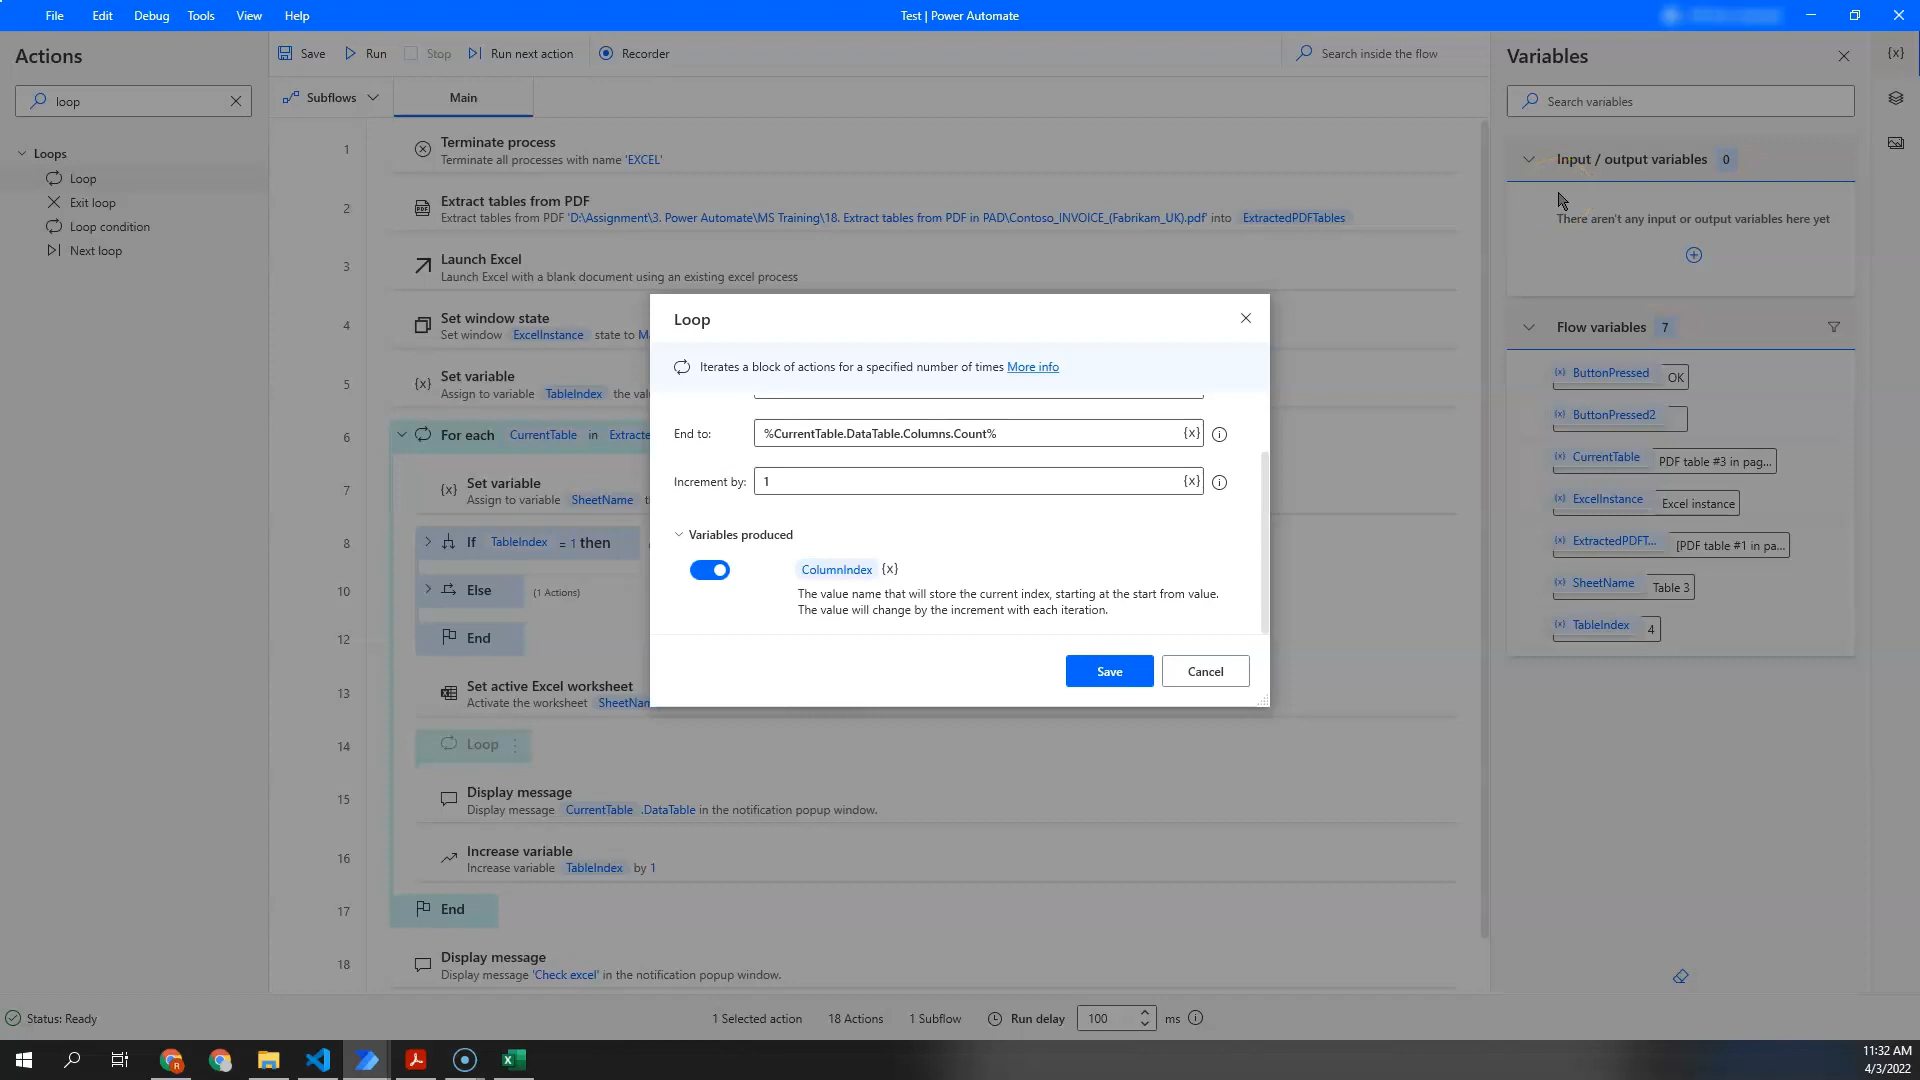 File Edit Debug Tools View Help
Test | Power Automate
Actions
loop
Loops
Loop
Exit loop
Loop condition
Next loop
Save Run Stop Run next action Recorder
Search inside the flow
Subflows Main
1 Terminate process
Terminate all processes with name 'EXCEL'
2 Extract tables from PDF
Extract tables from PDF 'D:\Assignment\3. Power Automate\MS Training\18. Extract tables from PDF in PAD\Contoso_INVOICE_(Fabrikam_UK).pdf' into ExtractedPDFTables
3 Launch Excel
Launch Excel with a blank document using an existing excel process
4 Set window state
Set window ExcelInstance state to
5 Set variable
Assign to variable TableIndex the
6 For each CurrentTable in
7 Set variable
Assign to variable SheetName
8 If TableIndex = 1 then
10 Else (1 Actions)
12 End
13 Set active Excel worksheet
Activate the worksheet
14 Loop
15 Display message
Display message CurrentTable .DataTable in the notification popup window.
16 Increase variable
Increase variable TableIndex by 1
17 End
18 Display message
Display message 'Check excel' in the notification popup window.
Loop
Iterates a block of actions for a specified number of times More info
End to: %CurrentTable.DataTable.Columns.Count% {x}
Increment by: 1 {x}
Variables produced
ColumnIndex {x}
The value name that will store the current index, starting at the start from value.
The value will change by the increment with each iteration.
Save Cancel
Variables
{x}
Search variables
Input / output variables 0
There aren't any input or output variables here yet
Flow variables 7
(x) ButtonPressed OK
(x) ButtonPressed2
(x) CurrentTable PDF table #3 in pag...
(x) ExcelInstance Excel instance
(x) ExtractedPDFT... [PDF table #1 in pa...
(x) SheetName Table 3
(x) TableIndex 4
Status: Ready
1 Selected action 18 Actions 1 Subflow Run delay 100 ms
11:32 AM
4/3/2022